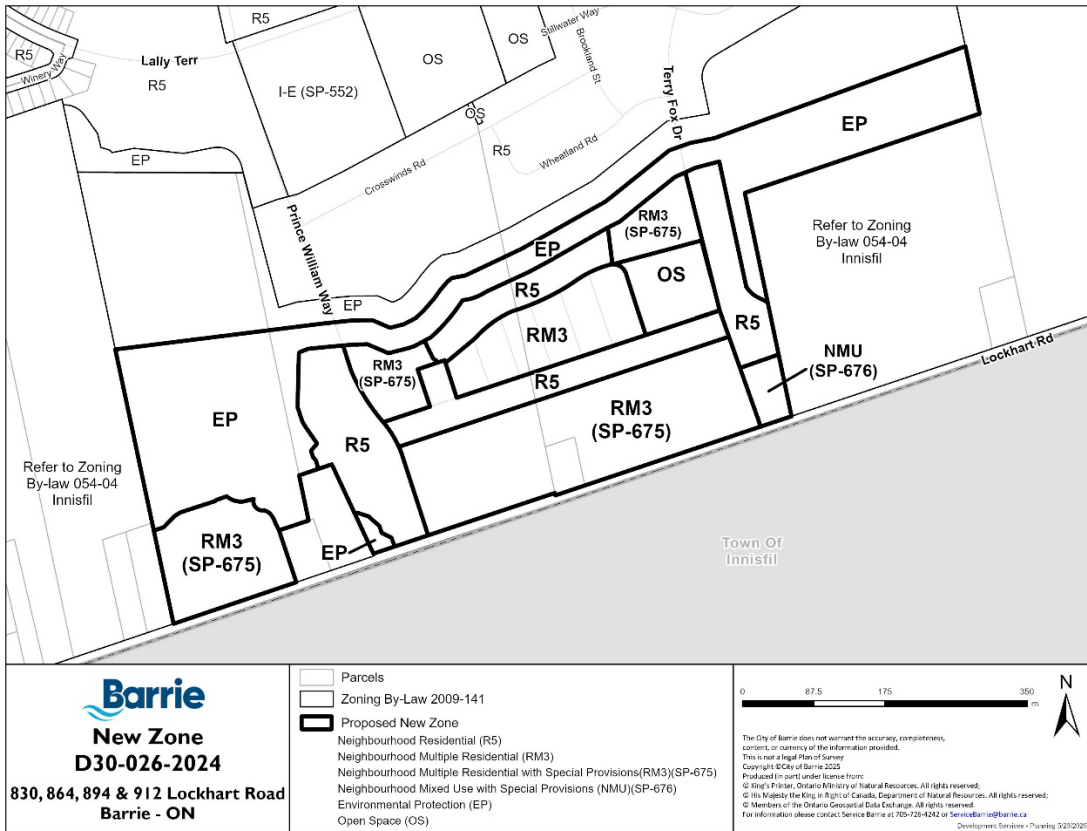 R5
Stillwater Way
OS
OS
R5
Winery Way
Lally Terr
R5
Brookland St
I-E (SP-552)
Terry Fox Dr
OS
R5
EP
EP
Wheatland Rd
Crosswinds Rd
Prince William Way
RM3
(SP-675)
Refer to Zoning
By-law 054-04
Innisfil
EP
OS
R5
EP
RM3
R5
RM3
(SP-675)
R5
NMU
(SP-676)
Lockhart Rd
EP
RM3
(SP-675)
R5
Refer to Zoning
By-law 054-04
Innisfil
RM3
(SP-675)
EP
Town Of
Innisfil
Barrie
New Zone
D30-026-2024
830, 864, 894 & 912 Lockhart Road
Barrie - ON
Parcels
Zoning By-Law 2009-141
Proposed New Zone
Neighbourhood Residential (R5)
Neighbourhood Multiple Residential (RM3)
Neighbourhood Multiple Residential with Special Provisions(RM3)(SP-675)
Neighbourhood Mixed Use with Special Provisions (NMU)(SP-676)
Environmental Protection (EP)
Open Space (OS)
0 87.5 175 350
m
N
The City of Barrie does not warrant the accuracy, completeness,
content, or currency of the information provided.
This is not a legal Plan of Survey
Copyright © City of Barrie 2025
Produced (in part) under license from:
© King's Printer, Ontario Ministry of Natural Resources. All rights reserved;
© His Majesty the King in Right of Canada, Department of Natural Resources. All rights reserved;
© Members of the Ontario Geospatial Data Exchange. All rights reserved.
For information please contact Service Barrie at 705-726-4242 or ServiceBarrie@barrie.ca
Development Services - Planning 5/23/2025